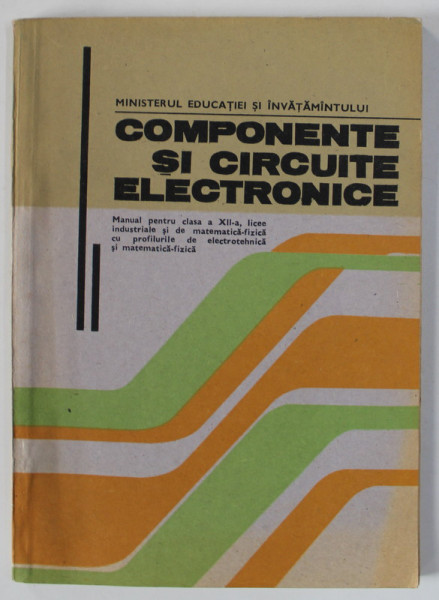 MINISTERUL EDUCAȚIEI ȘI ÎNVĂȚĂMÎNTULUI
COMPONENTE
ȘI CIRCUITE
ELECTRONICE
Manual pentru clasa a XII-a, licee
industriale și de matematică-fizică
cu profilurile de electrotehnică
și matematică-fizică